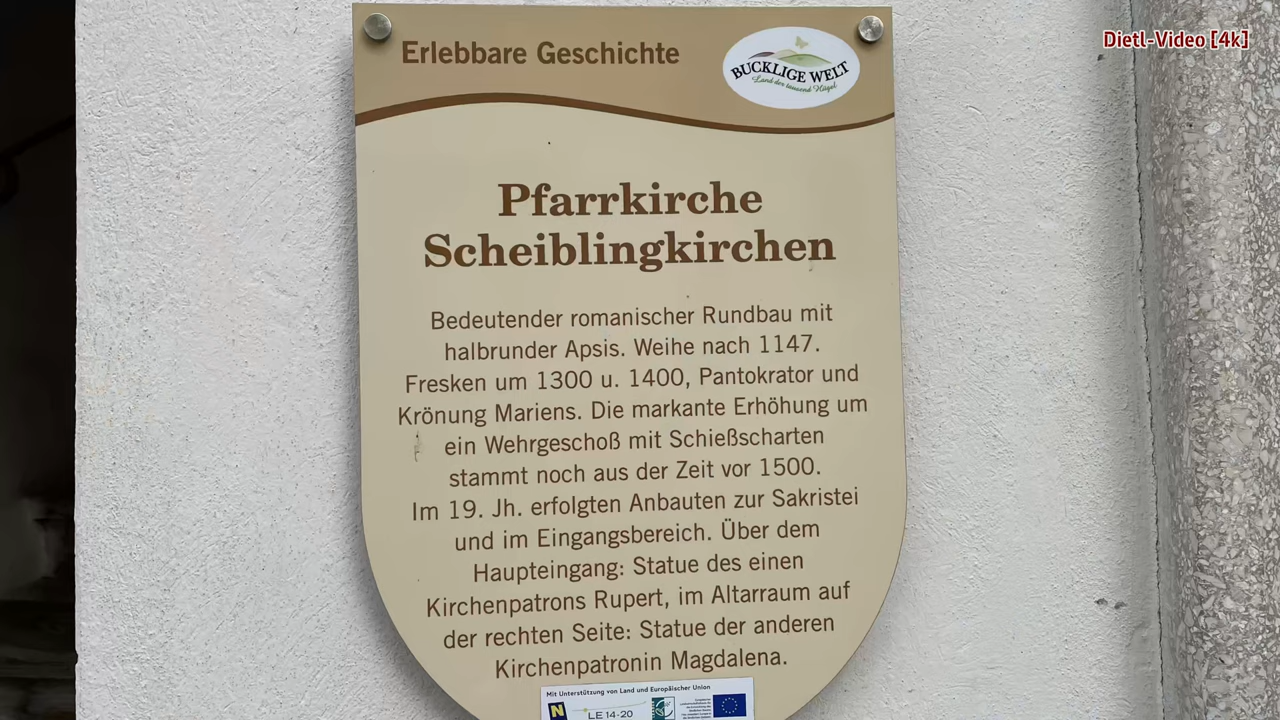 Dietl-Video [4k]
Erlebbare Geschichte
BUCKLIGE WELT
Land der tausend Hügel
Pfarrkirche
Scheiblingkirchen
Bedeutender romanischer Rundbau mit
halbrunder Apsis. Weihe nach 1147.
Fresken um 1300 u. 1400, Pantokrator und
Krönung Mariens. Die markante Erhöhung um
ein Wehrgeschoß mit Schießscharten
stammt noch aus der Zeit vor 1500.
Im 19. Jh. erfolgten Anbauten zur Sakristei
und im Eingangsbereich. Über dem
Haupteingang: Statue des einen
Kirchenpatrons Rupert, im Altarraum auf
der rechten Seite: Statue der anderen
Kirchenpatronin Magdalena.
Mit Unterstützung von Land und Europäischer Union
N
LE 14-20